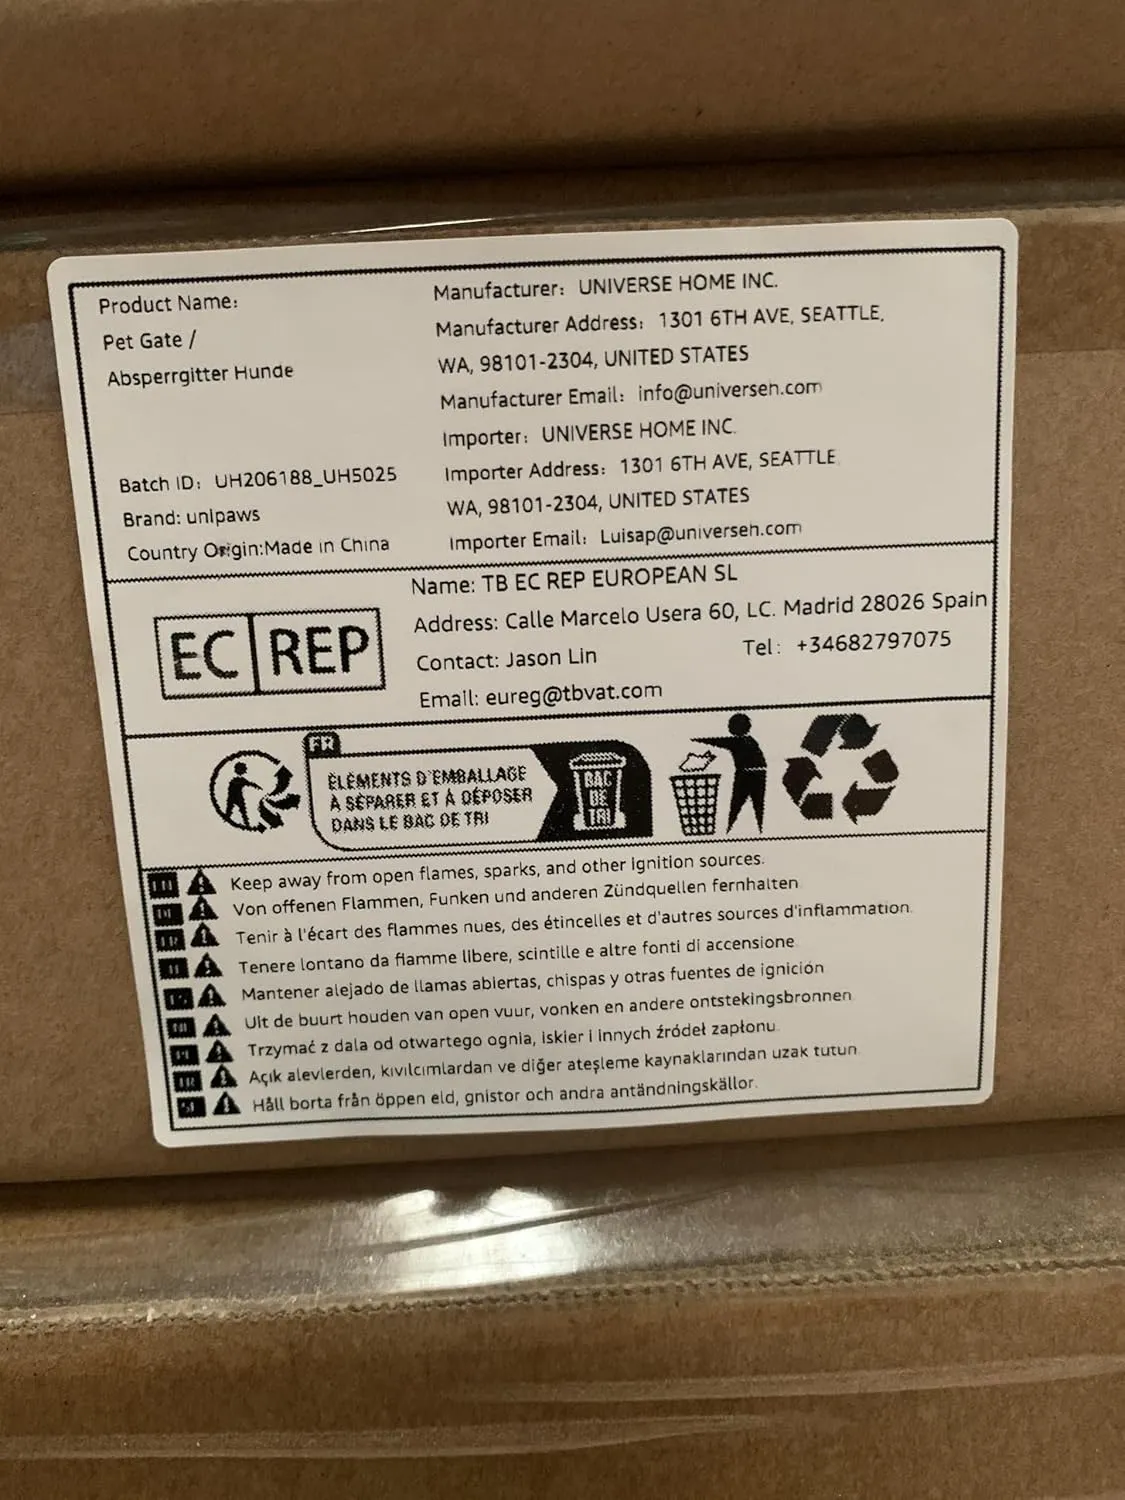 Product Name:
Pet Gate /
Absperrgitter Hunde
Batch ID: UH206188_UH5025
Brand: unipaws
Country Origin:Made in China
Manufacturer: UNIVERSE HOME INC.
Manufacturer Address: 1301 6TH AVE, SEATTLE,
WA, 98101-2304, UNITED STATES
Manufacturer Email: info@universeh.com
Importer: UNIVERSE HOME INC.
Importer Address: 1301 6TH AVE, SEATTLE,
WA, 98101-2304, UNITED STATES
Importer Email: Luisap@universeh.com
EC REP
Name: TB EC REP EUROPEAN SL
Address: Calle Marcelo Usera 60, LC. Madrid 28026 Spain
Contact: Jason Lin Tel: +34682797075
Email: eureg@tbvat.com
FR
ÉLÉMENTS D'EMBALLAGE
À SÉPARER ET À DÉPOSER
DANS LE BAC DE TRI
BAC
DE
TRI
Keep away from open flames, sparks, and other ignition sources.
Von offenen Flammen, Funken und anderen Zündquellen fernhalten
Tenir à l'écart des flammes nues, des étincelles et d'autres sources d'inflammation.
Tenere lontano da fiamme libere, scintille e altre fonti di accensione
Mantener alejado de llamas abiertas, chispas y otras fuentes de ignición
Uit de buurt houden van open vuur, vonken en andere ontstekingsbronnen
Trzymać z dala od otwartego ognia, iskier i innych źródeł zapłonu
Açık alevlerden, kıvılcımlardan ve diğer ateşleme kaynaklarından uzak tutun
Håll borta från öppen eld, gnistor och andra antändningskällor.